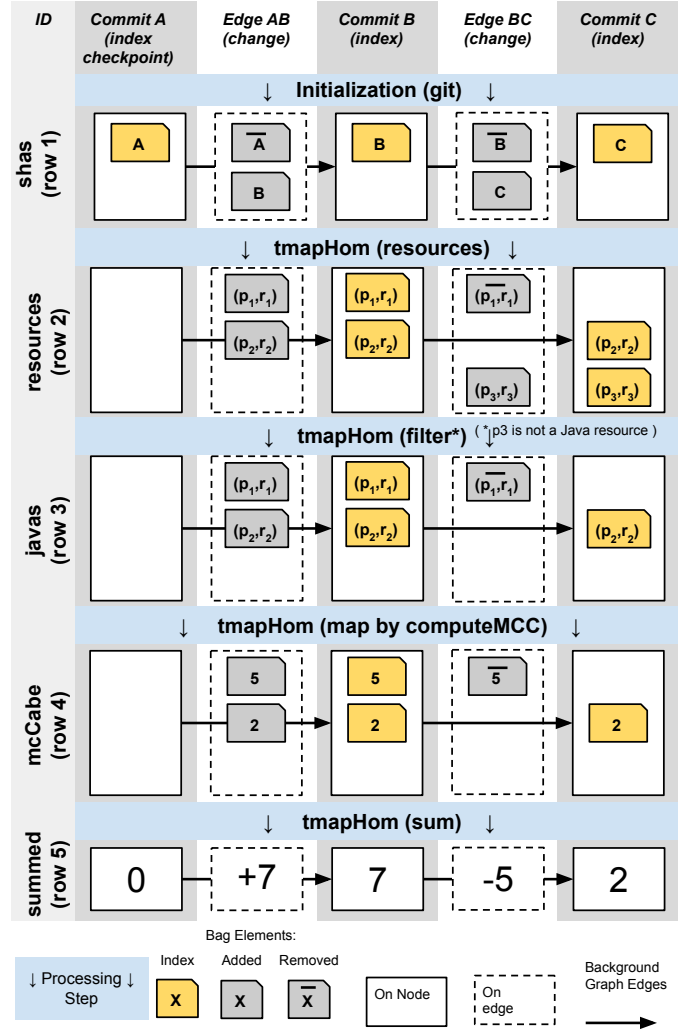 ID Commit A Edge AB Commit B Edge BC Commit C
(index (change) (index) (change) (index)
checkpoint)
↓ Initialization (git) ↓
shas
(row 1)
A A̅ B B̅ C
B C
↓ tmapHom (resources) ↓
resources
(row 2)
(p₁,r₁) (p₁,r₁) (p̅₁̅,̅r₁)
(p₂,r₂) (p₂,r₂) (p₂,r₂)
(p₃,r₃) (p₃,r₃)
↓ tmapHom (filter*) ↓ ( * p3 is not a Java resource )
javas
(row 3)
(p₁,r₁) (p₁,r₁) (p̅₁̅,̅r₁)
(p₂,r₂) (p₂,r₂) (p₂,r₂)
↓ tmapHom (map by computeMCC) ↓
mcCabe
(row 4)
5 5 5̅
2 2 2
↓ tmapHom (sum) ↓
summed
(row 5)
0 +7 7 -5 2
Bag Elements:
Index Added Removed
↓ Processing ↓
Step
X X X̅
On Node
On
edge
Background
Graph Edges